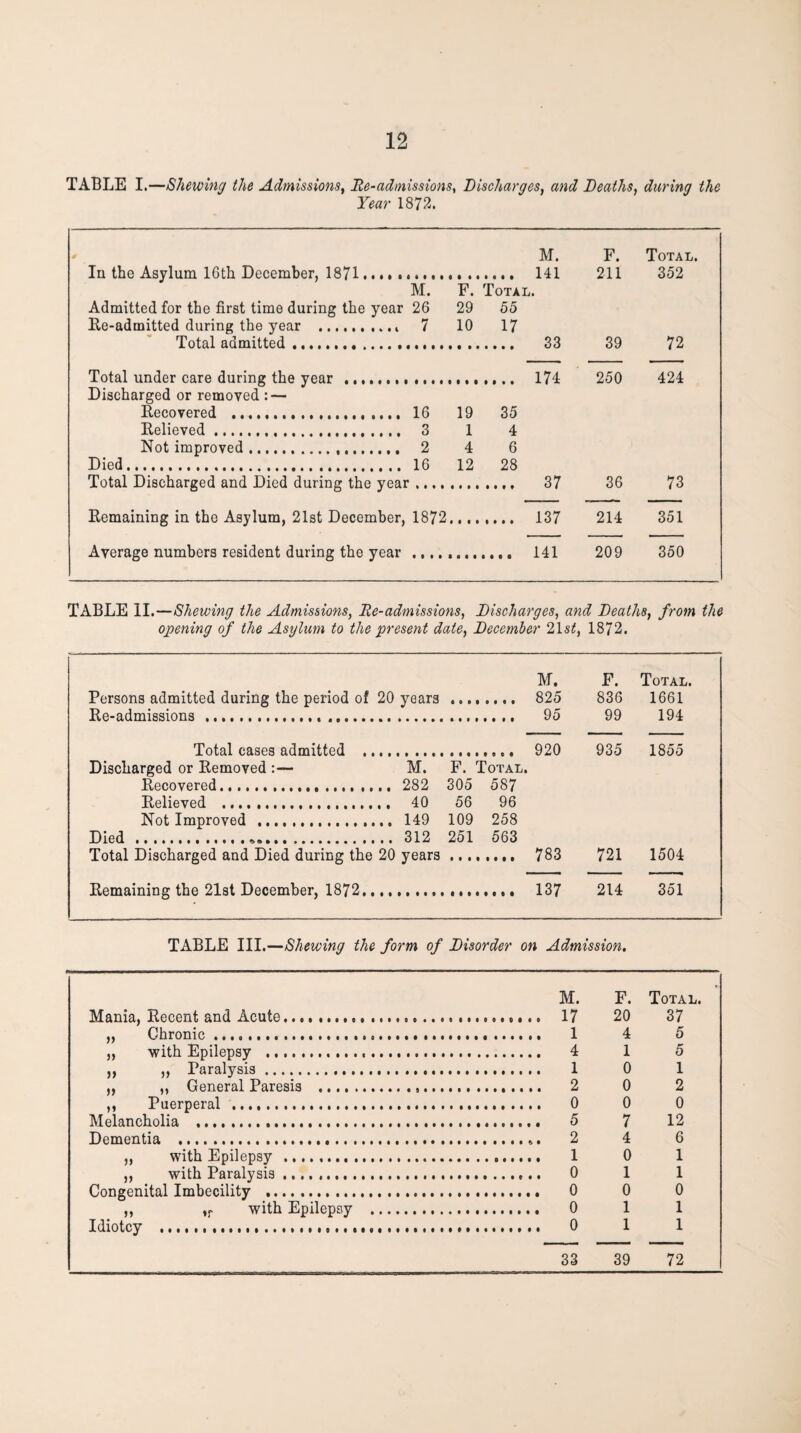 12
TABLE I.—Shewing the Admissions, Re-admissions, Discharges, and Deaths, during the
Year 1872.
M. F. TOTAL.
In the Asylum 16th December, 1871................... 141 211 352
M. F. TOTAL.
Admitted for the first time during the year 26 29 55
Re-admitted during the year .......... 7 10 17
Total admitted........................... 33 39 72
Total under care during the year .................... 174 250 424
Discharged or removed :—
Recovered ..................... 16 19 35
Relieved ....................... 3 1 4
Not improved ................... 2 4 6
Died................................. 16 12 28
Total Discharged and Died during the year ............ 37 36 73
Remaining in the Asylum, 21st December, 1872........ 137 214 351
Average numbers resident during the year ............ 141 209 350
TABLE II.—Shewing the Admissions, Re-admissions, Discharges, and Deaths, from the
opening of the Asylum to the present date, December 21st, 1872.
M. F. TOTAL.
Persons admitted during the period of 20 years ........ 825 836 1661
Re-admissions ........................................ 95 99 194
Total cases admitted .................... 920 935 1855
Discharged or Removed :— M. F. TOTAL.
Recovered...................... 282 305 587
Relieved ...................... 40 56 96
Not Improved .................. 149 109 258
Died ................................ 312 251 563
Total Discharged and Died during the 20 years ........ 783 721 1504
Remaining the 21st December, 1872.................... 137 214 351
TABLE III.—Shewing the form of Disorder on Admission.
M. F. TOTAL.
Mania, Recent and Acute.................................. 17 20 37
„ Chronic ........................................ 1 4 5
„ with Epilepsy .................................. 4 1 5
„ „ Paralysis .................................. 1 0 1
„ „ General Paresis ............................ 2 0 2
„ Puerperal ...................................... 0 0 0
Melancholia ............................................ 5 7 12
Dementia .............................................. 2 4 6
„ with Epilepsy .................................. 1 0 1
„ with Paralysis .................................. 0 1 1
Congenital Imbecility .................................. 0 0 0
„ „ with Epilepsy ...................... 0 1 1
Idiotcy ................................................ 0 1 1
33 39 72